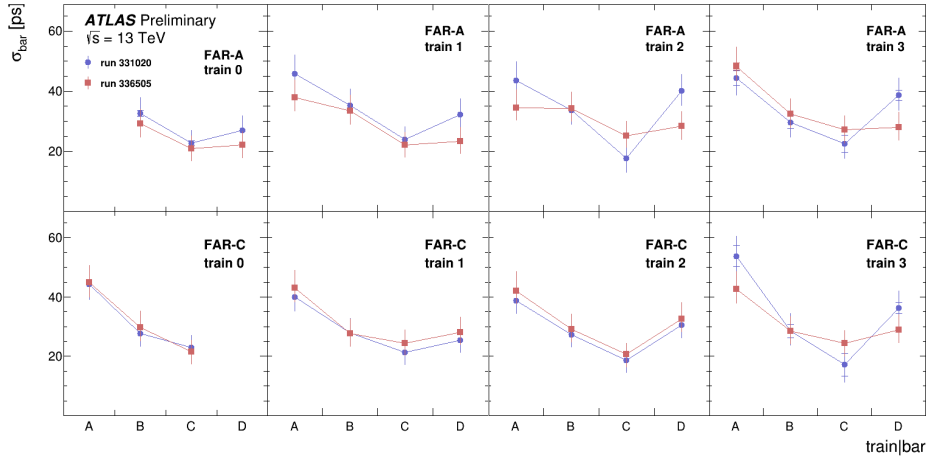 σbar [ps]
ATLAS Preliminary
√s = 13 TeV
run 331020
run 336505
FAR-A
train 0
FAR-A
train 1
FAR-A
train 2
FAR-A
train 3
60
40
20
FAR-C
train 0
FAR-C
train 1
FAR-C
train 2
FAR-C
train 3
60
40
20
A B C D A B C D A B C D A B C D
train|bar